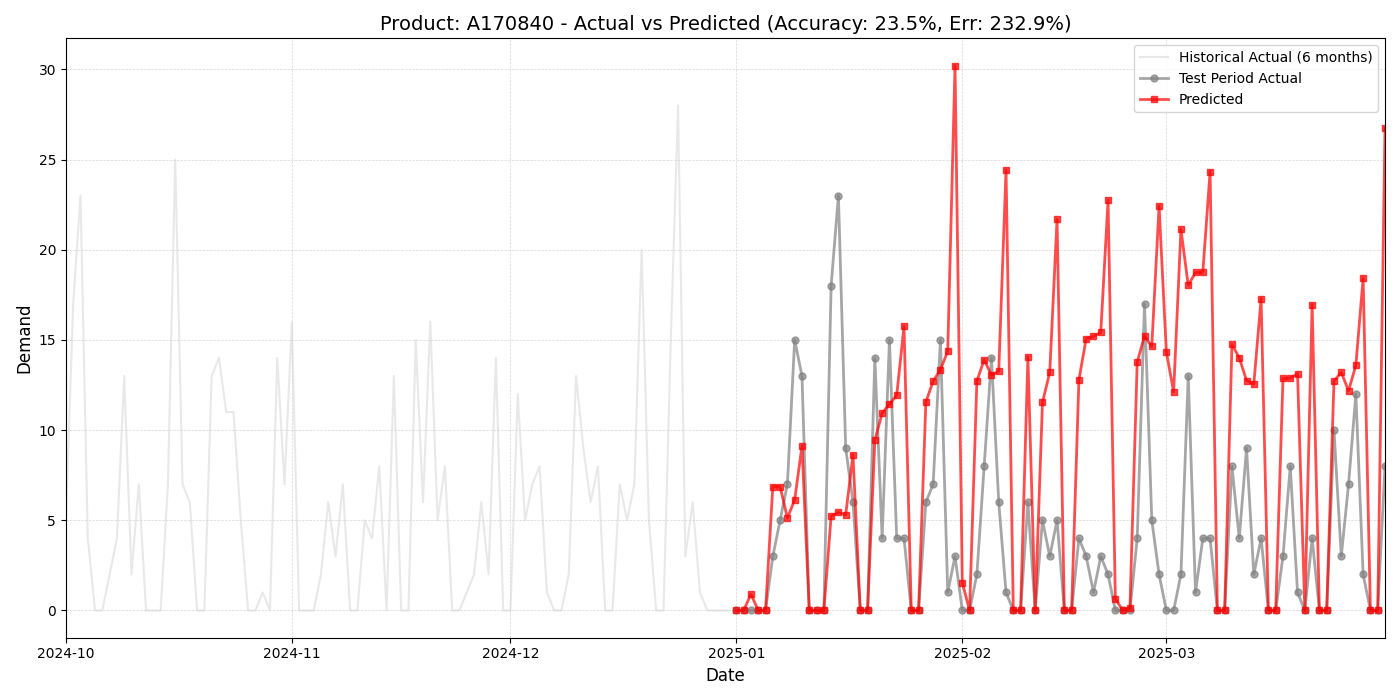 Product: A170840 - Actual vs Predicted (Accuracy: 23.5%, Err: 232.9%)
Historical Actual (6 months)
Test Period Actual
Predicted
30
25
20
15
10
5
0
Demand
2024-10
2024-11
2024-12
2025-01
2025-02
2025-03
Date